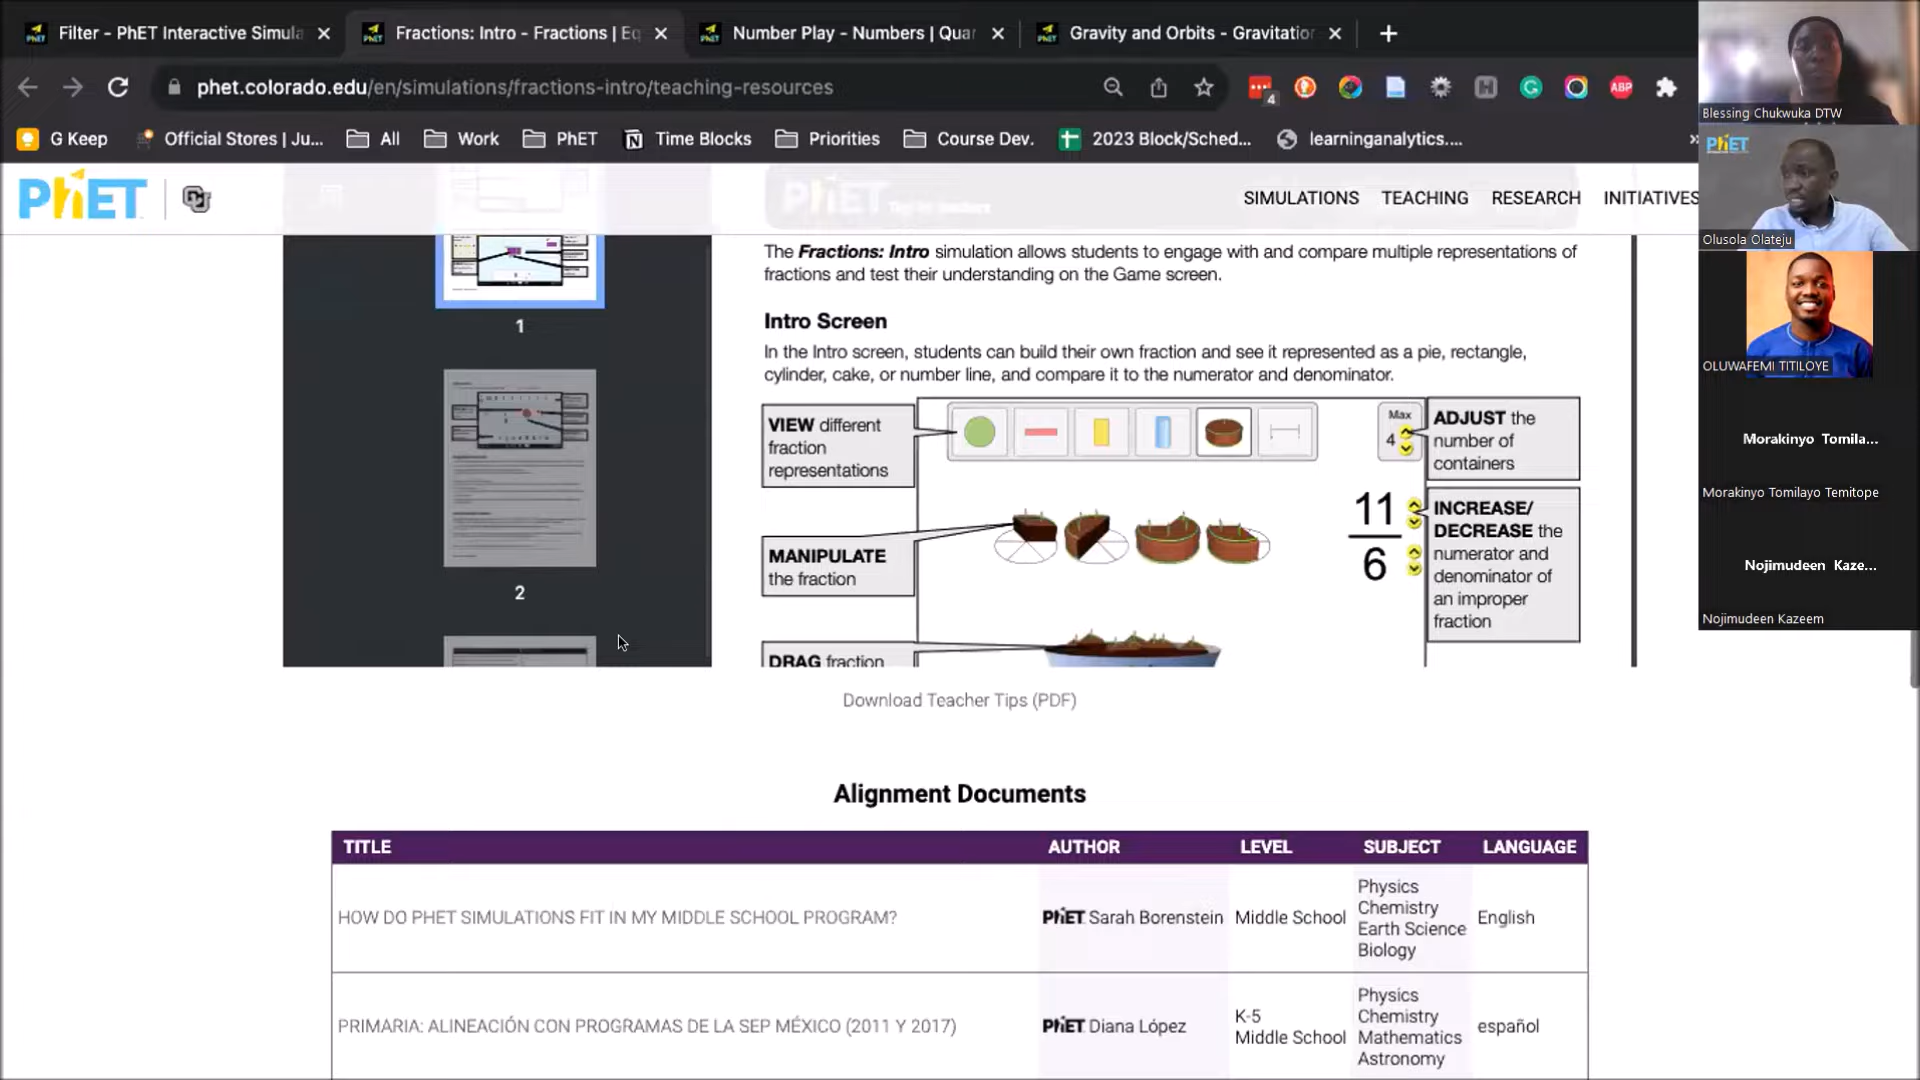 Filter - PhET Interactive Simula
Fractions: Intro - Fractions | Eq
Number Play - Numbers | Quan
Gravity and Orbits - Gravitation
phet.colorado.edu/en/simulations/fractions-intro/teaching-resources
4
ABP
G Keep
Official Stores | Ju...
All
Work
PhET
Time Blocks
Priorities
Course Dev.
2023 Block/Sched...
learninganalytics....
»
PhET
SIMULATIONS
TEACHING
RESEARCH
INITIATIVES
PhET
The Fractions: Intro simulation allows students to engage with and compare multiple representations of
fractions and test their understanding on the Game screen.
Intro Screen
In the Intro screen, students can build their own fraction and see it represented as a pie, rectangle,
cylinder, cake, or number line, and compare it to the numerator and denominator.
VIEW different
fraction
representations
MANIPULATE
the fraction
DRAG fraction
Max
4
11
6
ADJUST the
number of
containers
INCREASE/
DECREASE the
numerator and
denominator of
an improper
fraction
1
2
Download Teacher Tips (PDF)
Alignment Documents
TITLE AUTHOR LEVEL SUBJECT LANGUAGE
HOW DO PHET SIMULATIONS FIT IN MY MIDDLE SCHOOL PROGRAM?
PhET Sarah Borenstein
Middle School
Physics
Chemistry
Earth Science
Biology
English
PRIMARIA: ALINEACIÓN CON PROGRAMAS DE LA SEP MÉXICO (2011 Y 2017)
PhET Diana López
K-5
Middle School
Physics
Chemistry
Mathematics
Astronomy
español
Blessing Chukwuka DTW
PhET
Olusola Olateju
OLUWAFEMI TITILOYE
Morakinyo Tomila...
Morakinyo Tomilayo Temitope
Nojimudeen Kaze...
Nojimudeen Kazeem